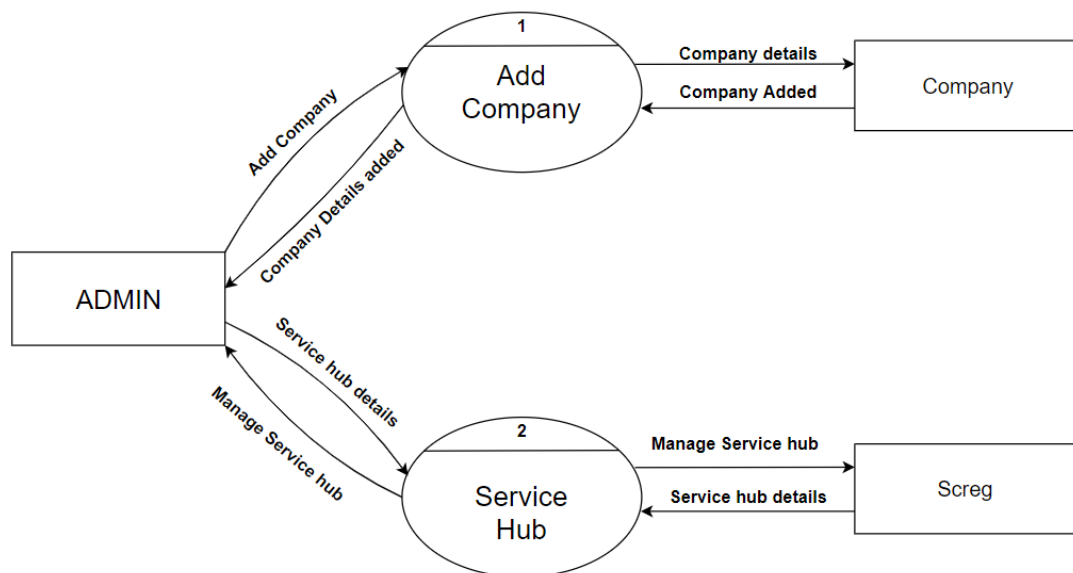 1
Add
Company
Company details
Company Added
Company
Add Company
Company Details added
ADMIN
Service hub details
Manage Service hub
2
Service
Hub
Manage Service hub
Service hub details
Screg